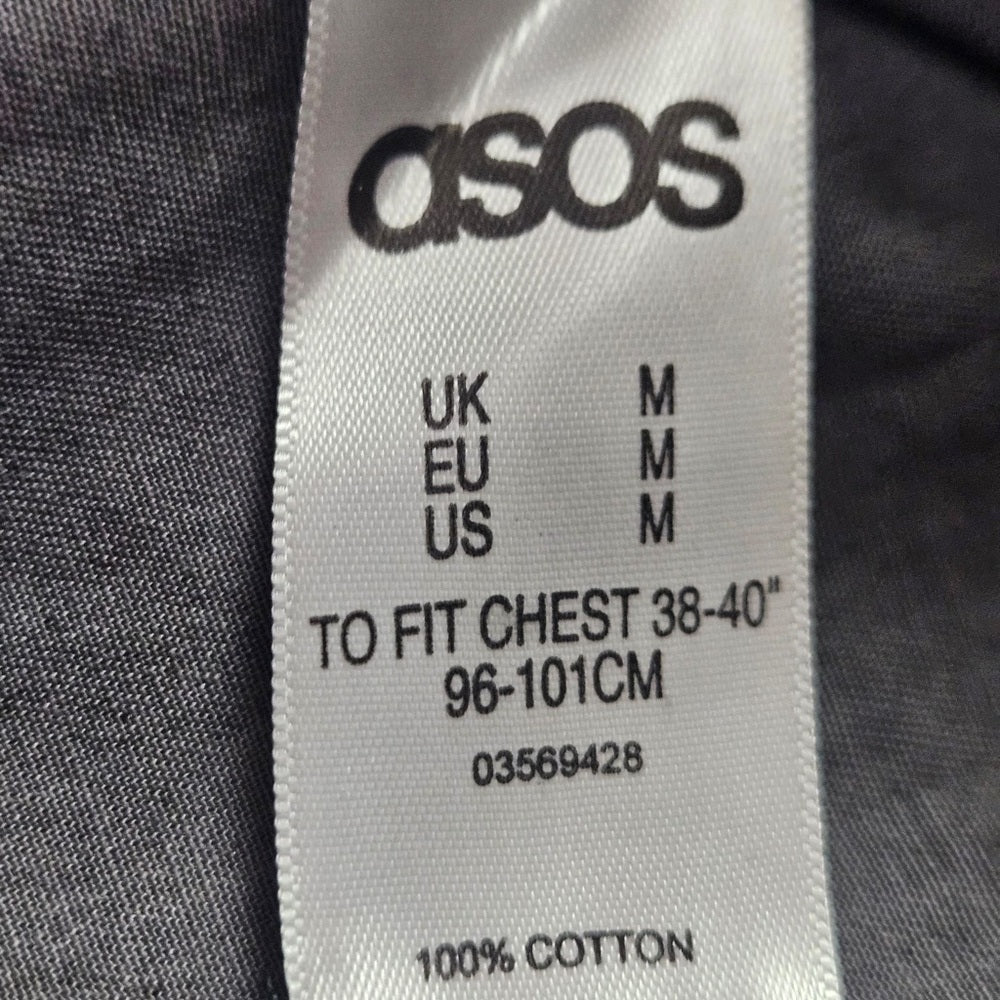 asos
UK M
EU M
US M
TO FIT CHEST 38-40"
96-101CM
03569428
100% COTTON